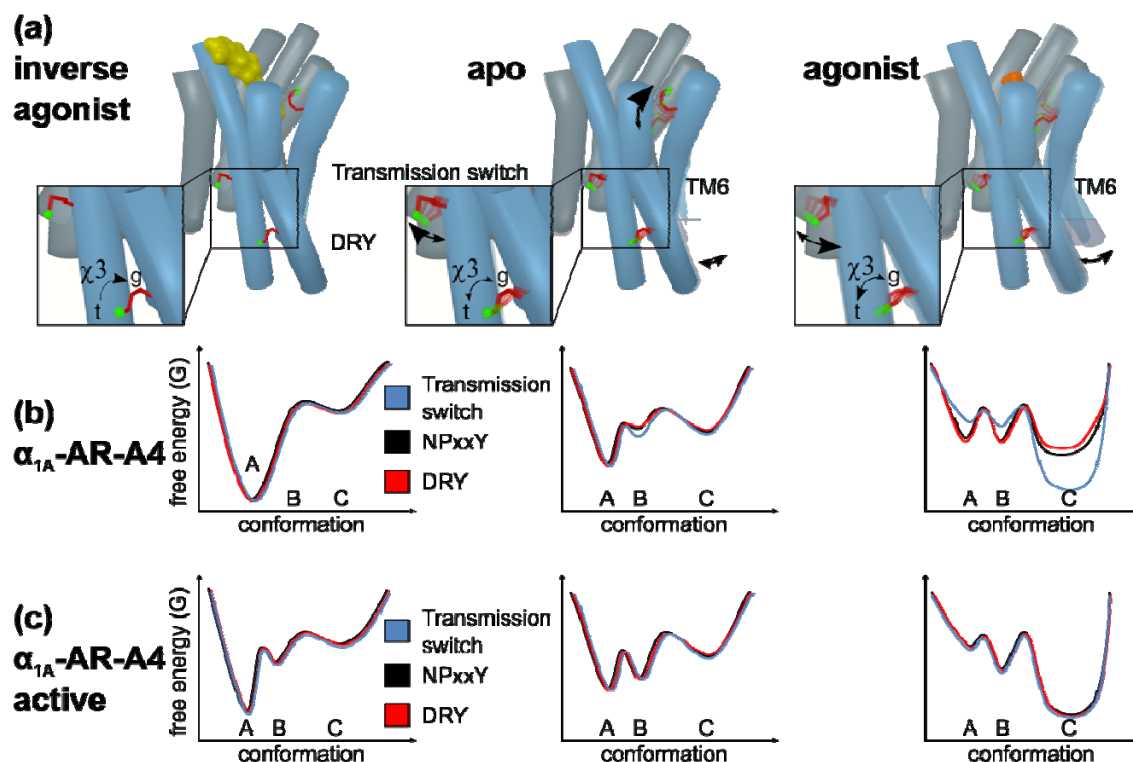 (a)
inverse
agonist
apo
agonist
Transmission switch
DRY
TM6
TM6
χ3
g
t
χ3
g
t
χ3
g
t
(b)
α1A-AR-A4
free energy (G)
A
B
C
conformation
Transmission
switch
NPxxY
DRY
A
B
C
conformation
A
B
C
conformation
(c)
α1A-AR-A4
active
free energy (G)
A
B
C
conformation
Transmission
switch
NPxxY
DRY
A
B
C
conformation
A
B
C
conformation